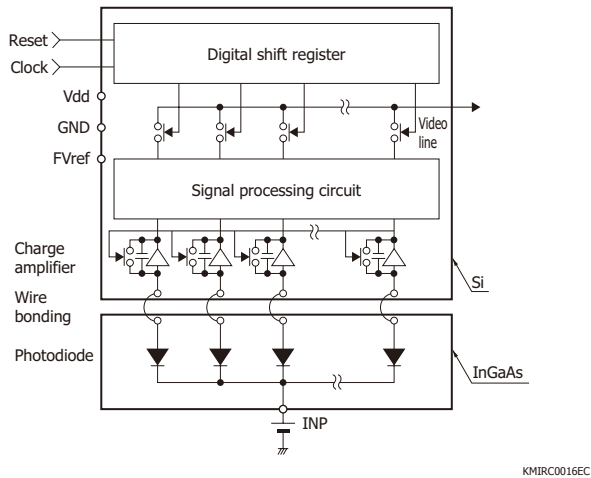 Reset
Digital shift register
Clock
Vdd
GND
Video
line
FVref
Signal processing circuit
Charge
amplifier
Si
Wire
bonding
Photodiode
InGaAs
INP
KMIRC0016EC